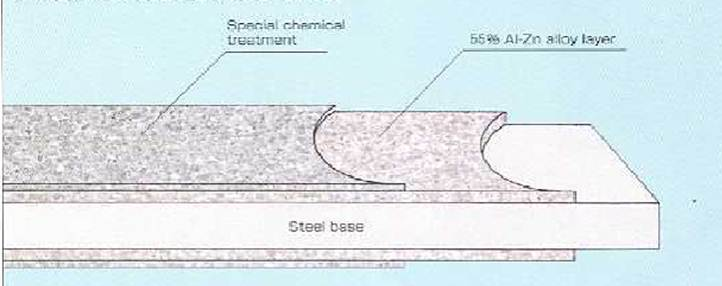 Special chemical
treatment
55% Al-Zn alloy layer
Steel base